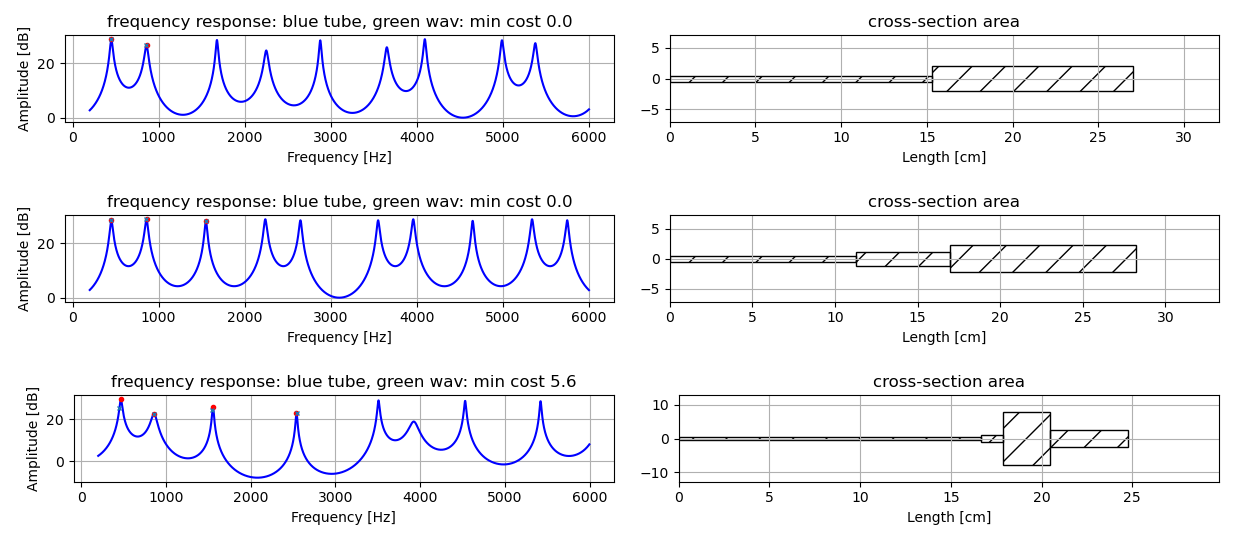 frequency response: blue tube, green wav: min cost 0.0
Amplitude [dB]
20
0
0 1000 2000 3000 4000 5000 6000
Frequency [Hz]
cross-section area
5
0
−5
0 5 10 15 20 25 30
Length [cm]
frequency response: blue tube, green wav: min cost 0.0
Amplitude [dB]
20
0
0 1000 2000 3000 4000 5000 6000
Frequency [Hz]
cross-section area
5
0
−5
0 5 10 15 20 25 30
Length [cm]
frequency response: blue tube, green wav: min cost 5.6
Amplitude [dB]
20
0
0 1000 2000 3000 4000 5000 6000
Frequency [Hz]
cross-section area
10
0
−10
0 5 10 15 20 25
Length [cm]